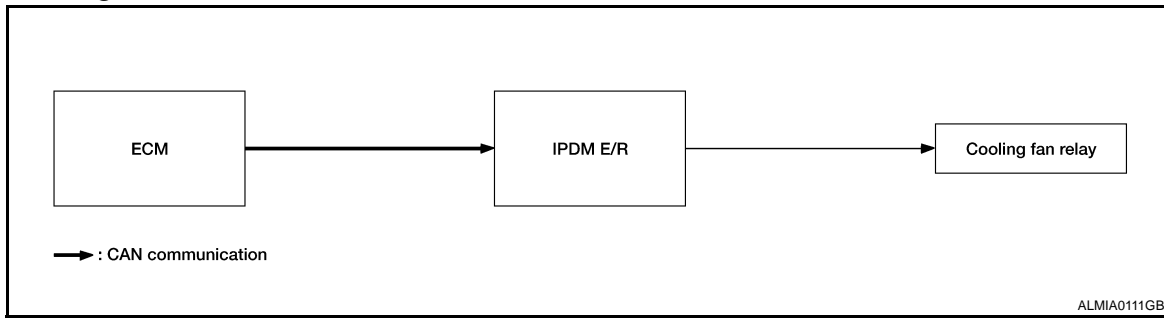 ECM
IPDM E/R
Cooling fan relay
: CAN communication
ALMIA0111GB